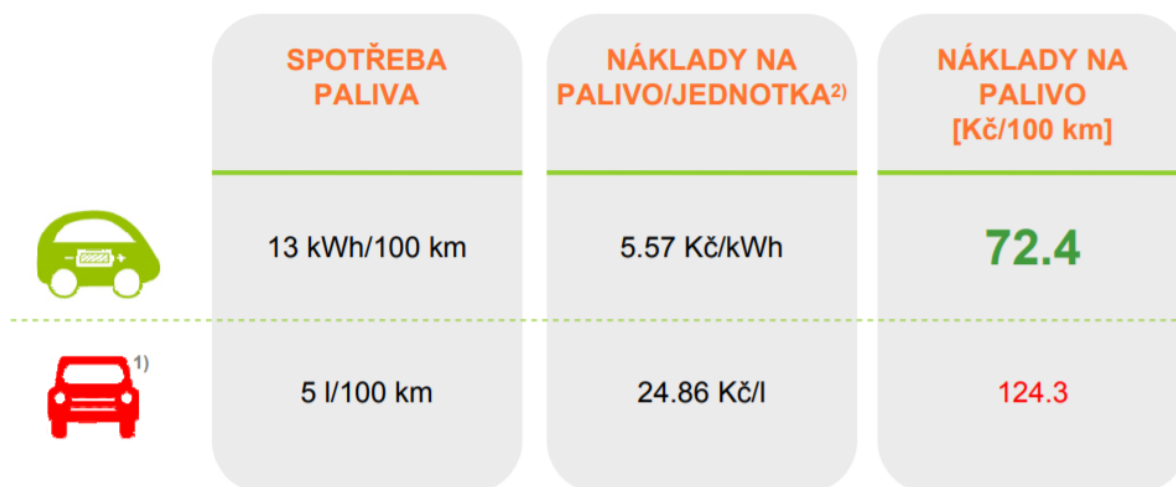 SPOTŘEBA
PALIVA
NÁKLADY NA
PALIVO/JEDNOTKA²⁾
NÁKLADY NA
PALIVO
[Kč/100 km]
13 kWh/100 km
5.57 Kč/kWh
72.4
1)
5 l/100 km
24.86 Kč/l
124.3